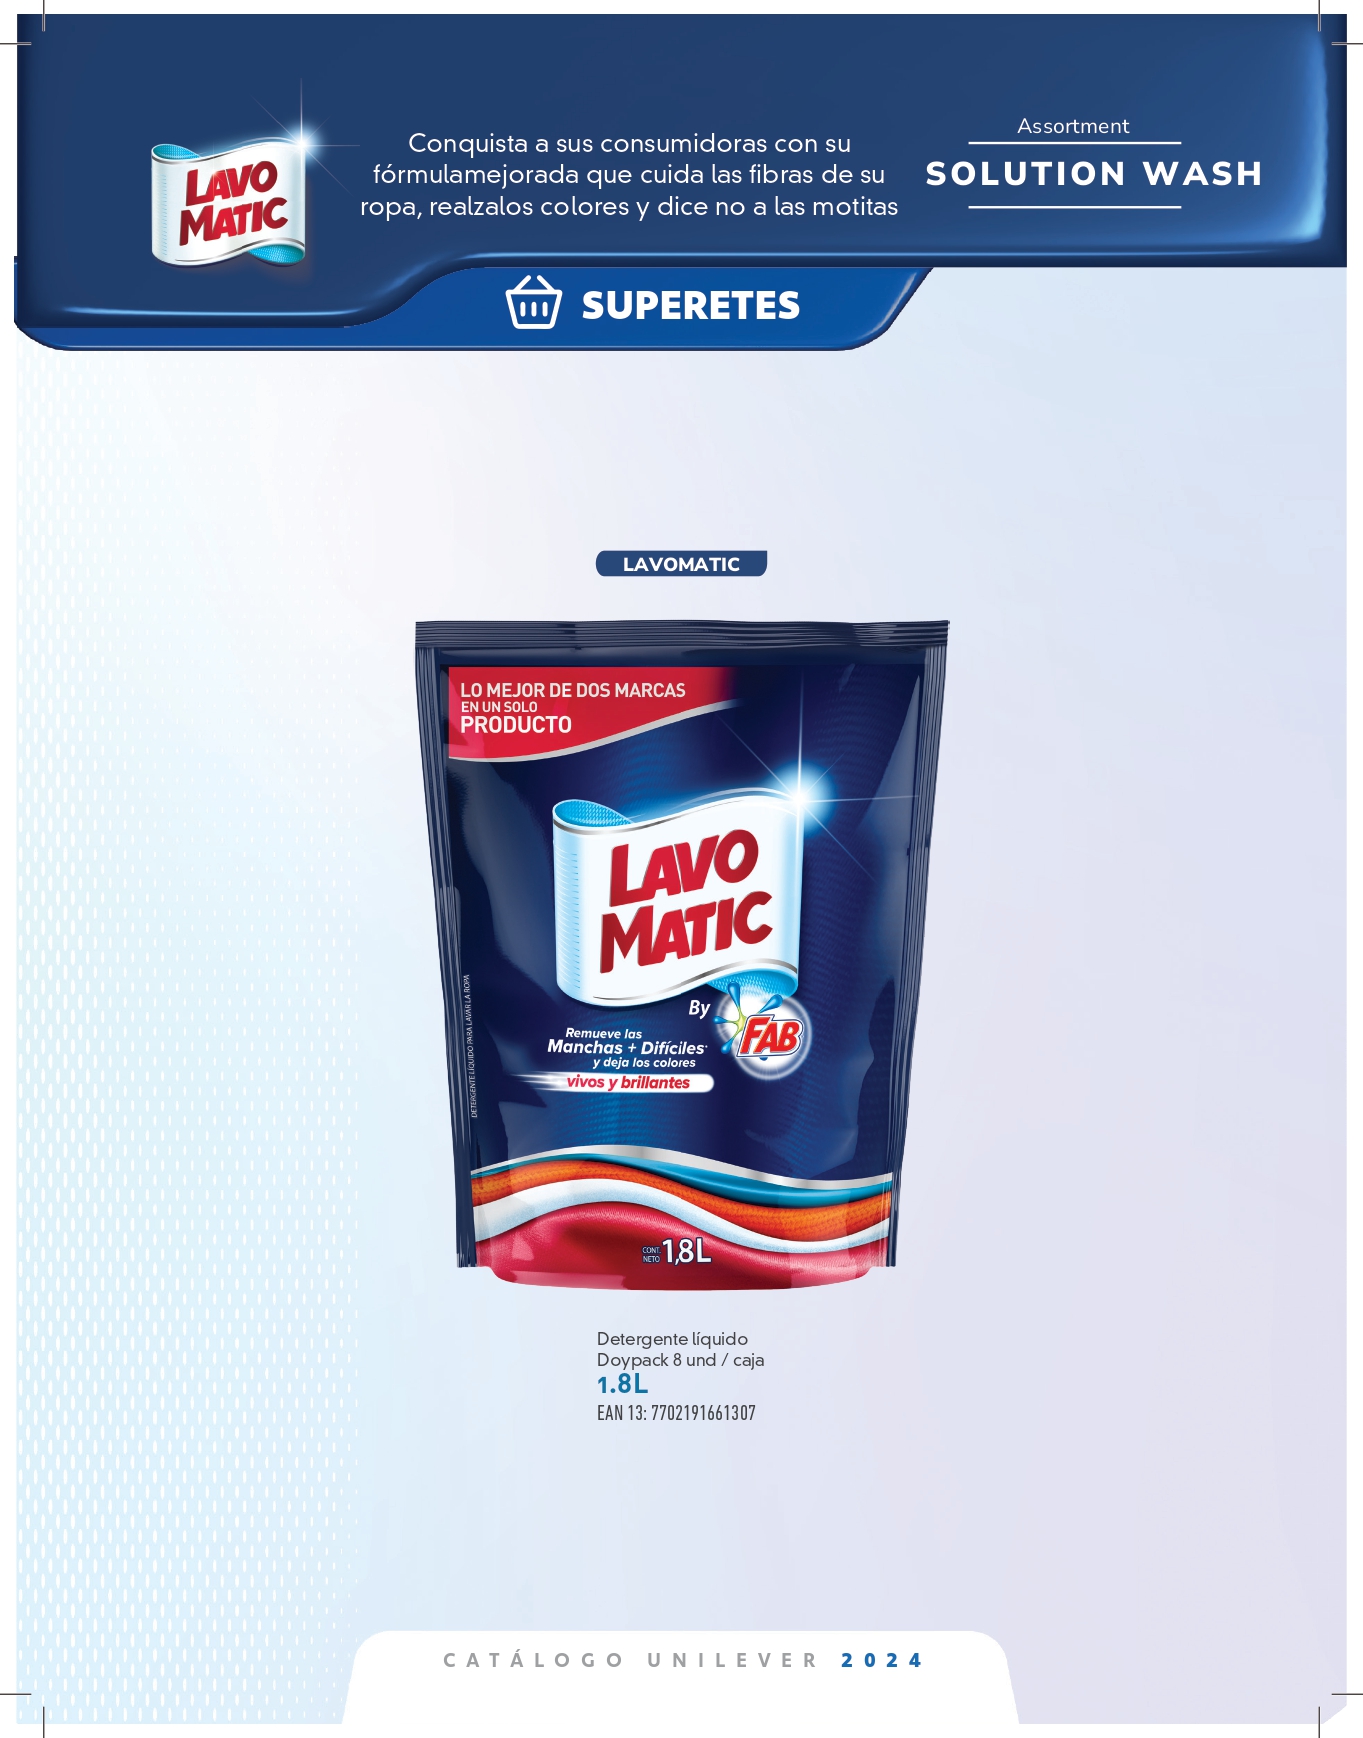 LAVO
MATIC
Conquista a sus consumidoras con su
fórmulamejorada que cuida las fibras de su
ropa, realzalos colores y dice no a las motitas
Assortment
SOLUTION WASH
SUPERETES
LAVOMATIC
LO MEJOR DE DOS MARCAS
EN UN SOLO
PRODUCTO
LAVO
MATIC
By
FAB
Remueve las
Manchas + Difíciles*
y deja los colores
vivos y brillantes
DETERGENTE LÍQUIDO PARA LAVAR LA ROPA
CONT.
NETO
1,8L
Detergente líquido
Doypack 8 und / caja
1.8L
EAN 13: 7702191661307
CATÁLOGO UNILEVER 2024